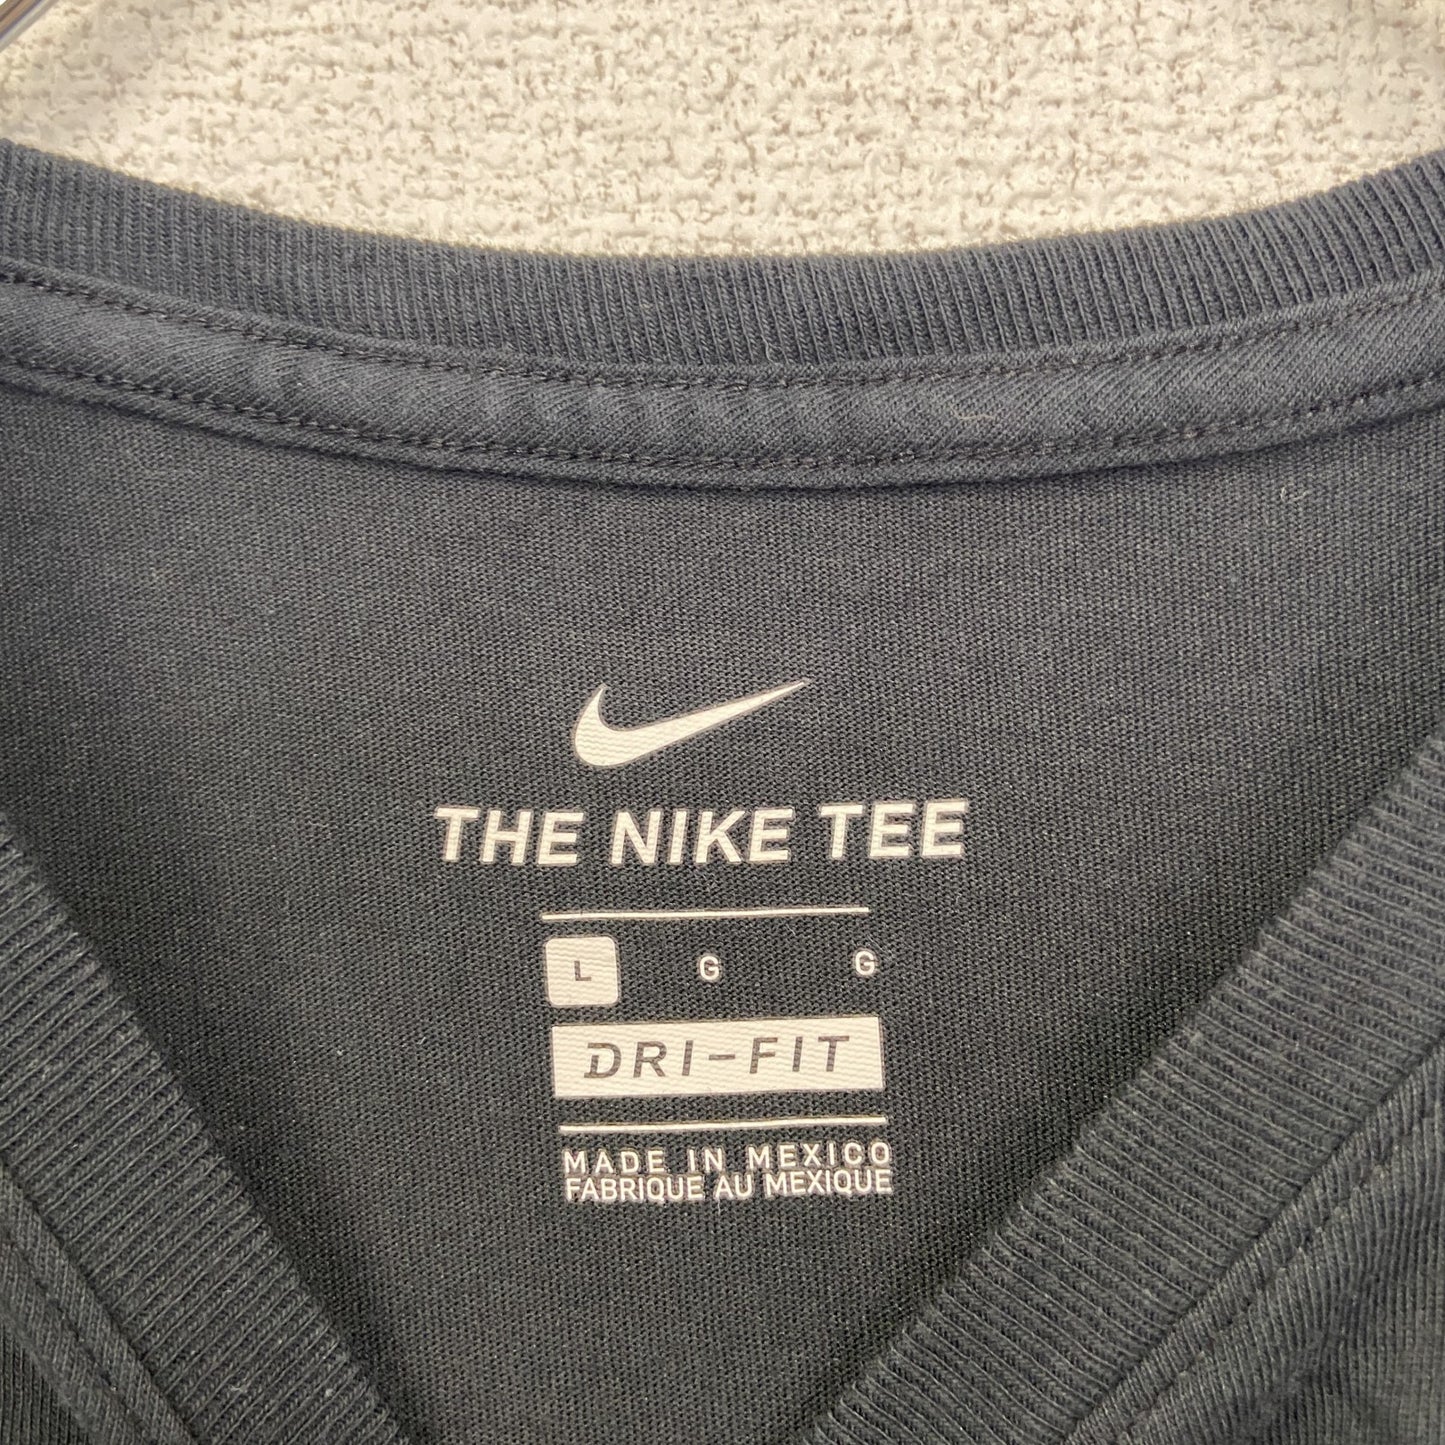 THE NIKE TEE
L G G
DRI-FIT
MADE IN MEXICO
FABRIQUE AU MEXIQUE